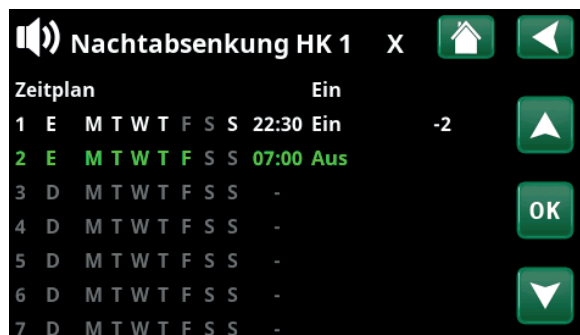 Nachtabsenkung HK 1 X
Zeitplan Ein
1 E M T W T F S S 22:30 Ein -2
2 E M T W T F S S 07:00 Aus
3 D M T W T F S S -
4 D M T W T F S S -
OK
5 D M T W T F S S -
6 D M T W T F S S -
7 D M T W T F S S -